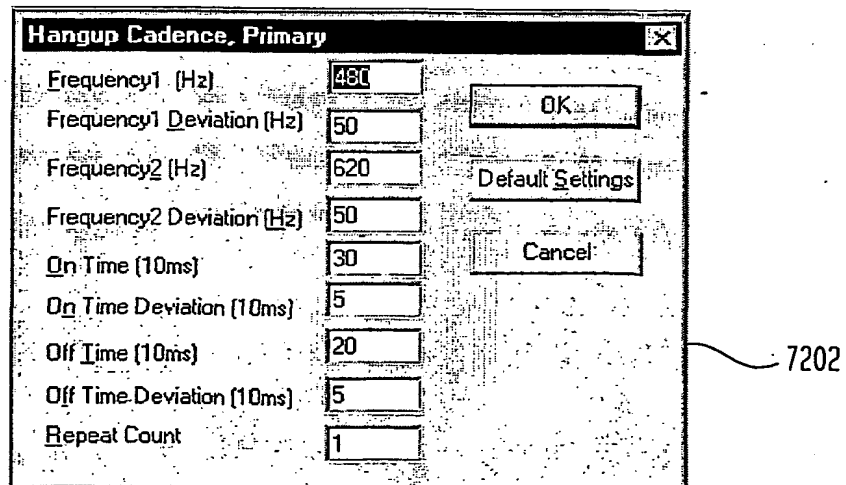 Hangup Cadence, Primary
Frequency1 (Hz) 480
OK
Frequency1 Deviation (Hz) 50
Frequency2 (Hz) 620
Default Settings
Frequency2 Deviation (Hz) 50
On Time (10ms) 30
Cancel
On Time Deviation (10ms) 5
Off Time (10ms) 20
7202
Off Time Deviation (10ms) 5
Repeat Count 1